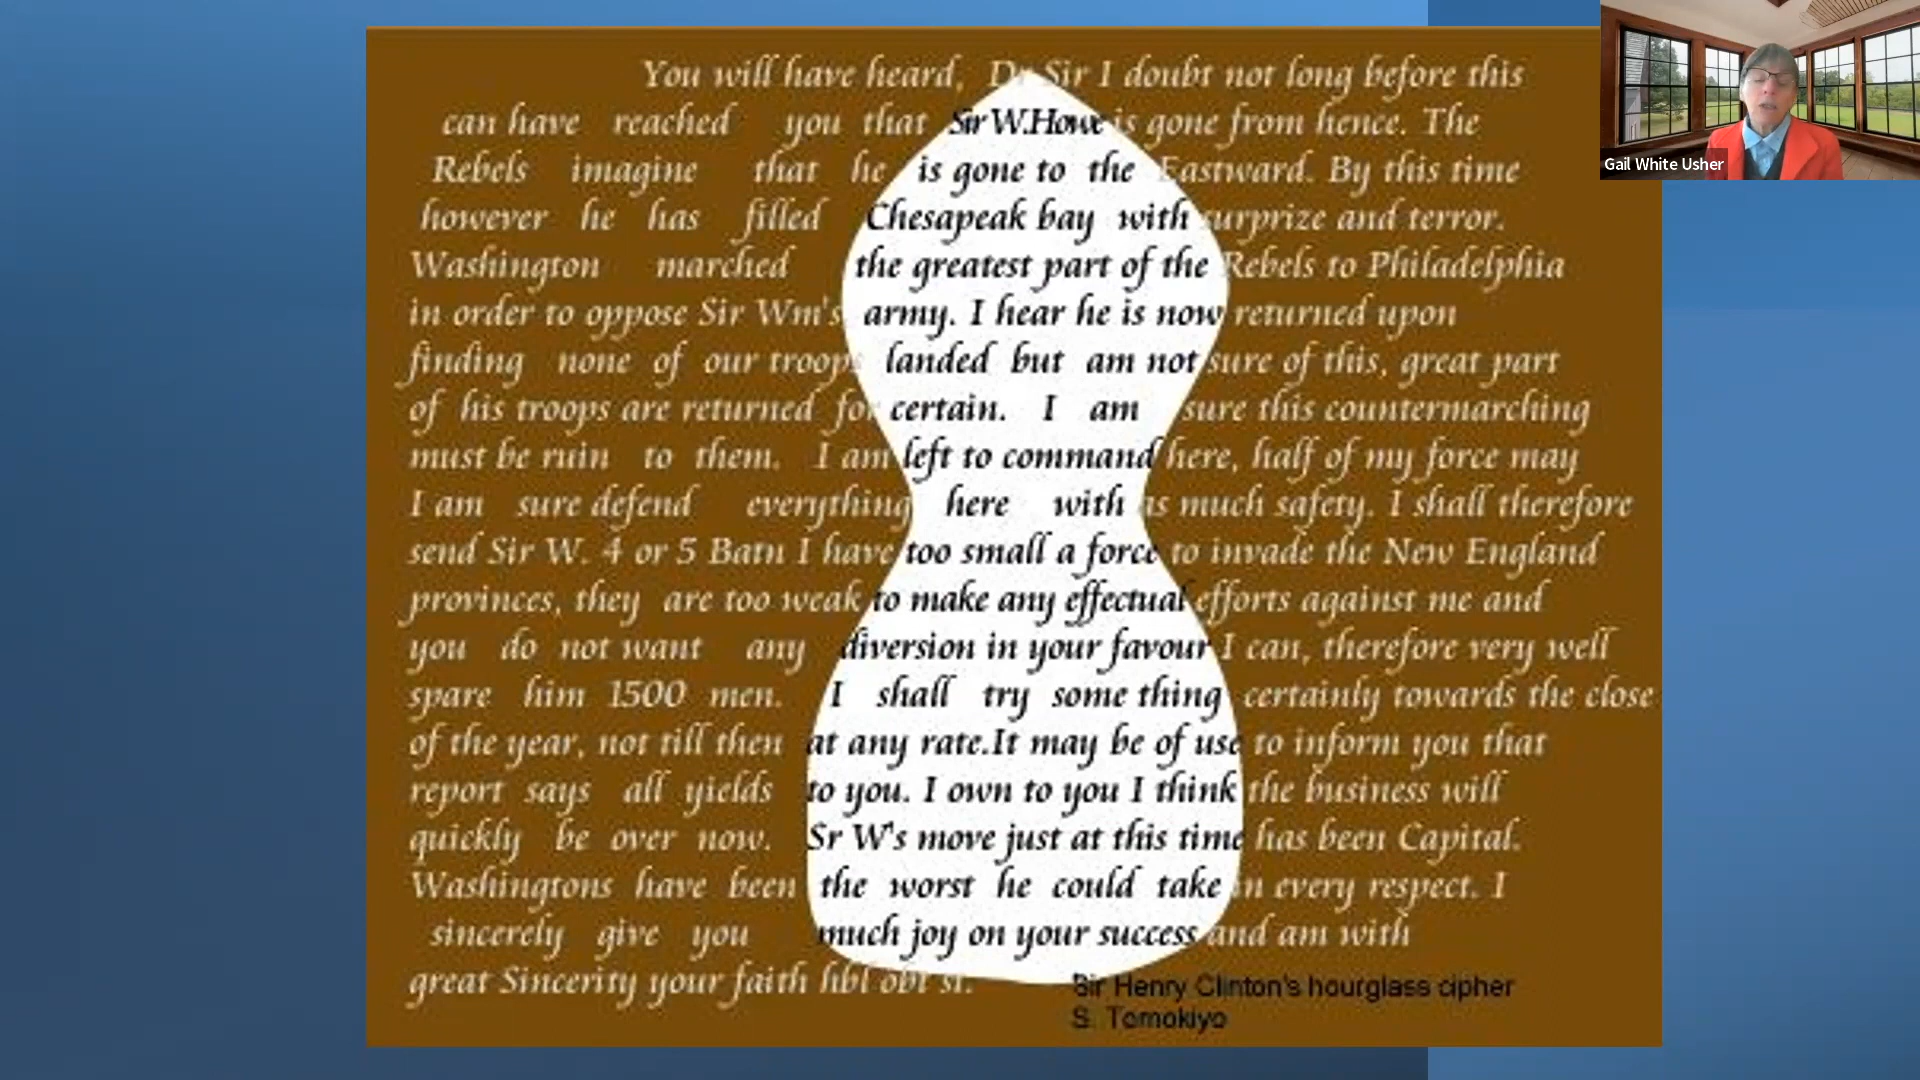 You will have heard, Dr Sir I doubt not long before this
can have reached you that Sir W.Howe is gone from hence. The
Rebels imagine that he is gone to the Eastward. By this time
however he has filled Chesapeak bay with surprize and terror.
Washington marched the greatest part of the Rebels to Philadelphia
in order to oppose Sir Wm's army. I hear he is now returned upon
finding none of our troops landed but am not sure of this, great part
of his troops are returned for certain. I am sure this countermarching
must be ruin to them. I am left to command here, half of my force may
I am sure defend everything here with as much safety. I shall therefore
send Sir W. 4 or 5 Batn I have too small a force to invade the New England
provinces, they are too weak to make any effectual efforts against me and
you do not want any diversion in your favour I can, therefore very well
spare him 1500 men. I shall try some thing certainly towards the close
of the year, not till then at any rate.It may be of use to inform you that
report says all yields to you. I own to you I think the business will
quickly be over now. Sr W's move just at this time has been Capital.
Washingtons have been the worst he could take in every respect. I
sincerely give you much joy on your success and am with
great Sincerity your faith hbl obt st.
Sir Henry Clinton's hourglass cipher
S. Tomokiyo
Gail White Usher